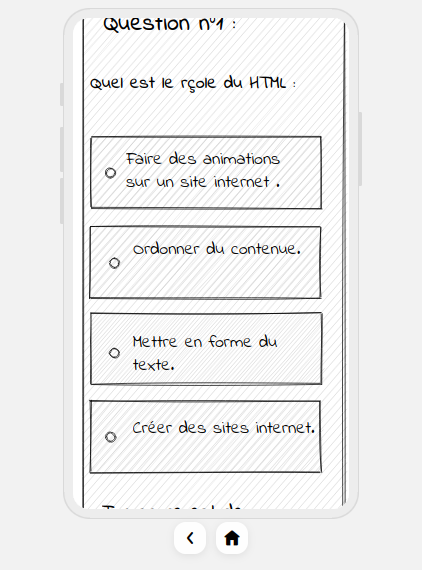 Question n°1 :
Quel est le rçole du HTML :
Faire des animations
sur un site internet .
Ordonner du contenue.
Mettre en forme du
texte.
Créer des sites internet.